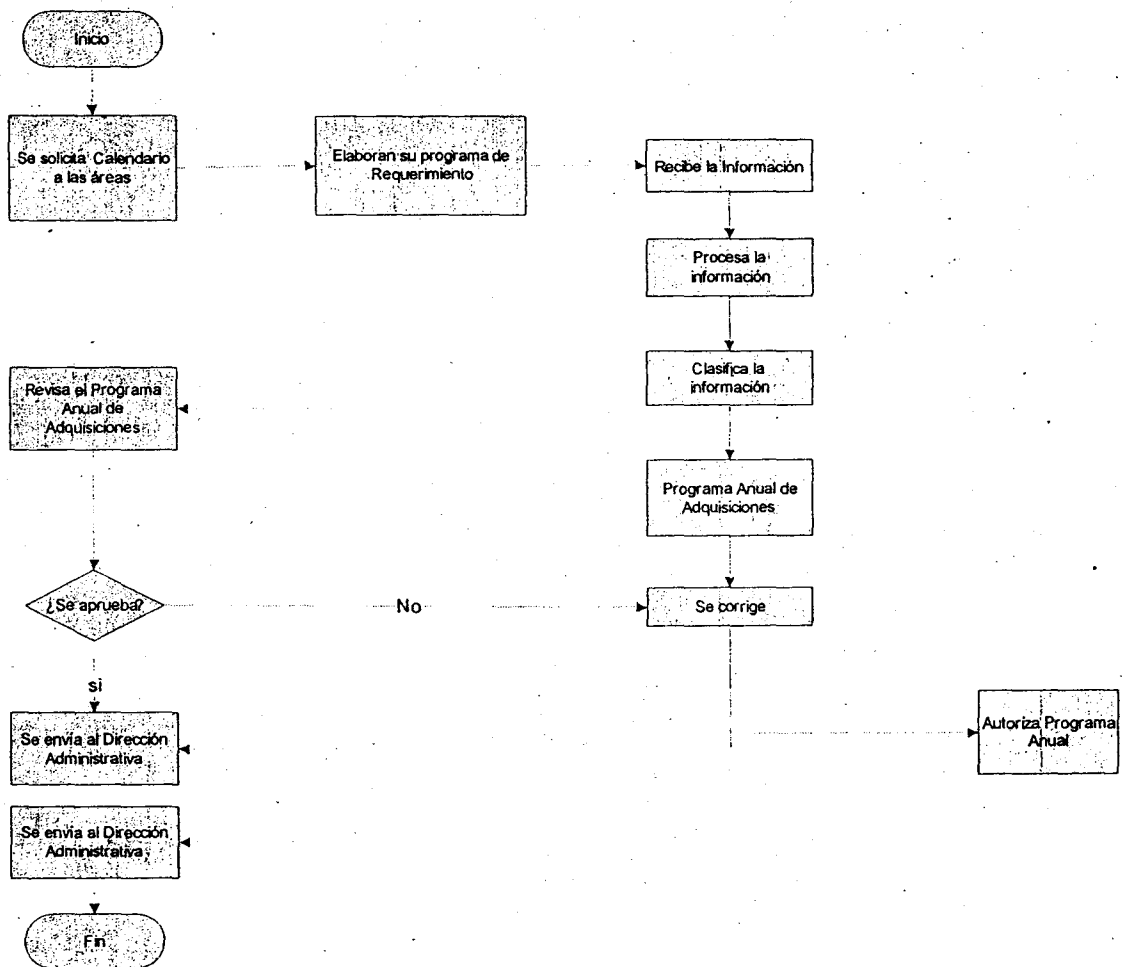 Inicio
Se solicita Calendario
a las áreas
Elaboran su programa de
Requerimiento
Recibe la Información
Procesa la
información
Clasifica la
información
Revisa el Programa
Anual de
Adquisiciones
Programa Anual de
Adquisiciones
¿Se aprueba?
No
Se corrige
si
Se envía al Dirección
Administrativa
Autoriza Programa
Anual
Se envía al Dirección
Administrativa
Fin